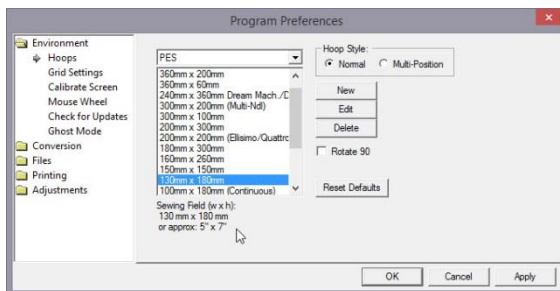 Program Preferences
Environment
Hoops
Grid Settings
Calibrate Screen
Mouse Wheel
Check for Updates
Ghost Mode
Conversion
Files
Printing
Adjustments
PES
360mm x 200mm
360mm x 60mm
240mm x 360mm Dream Mach./D
300mm x 200mm (Multi-Ndl)
300mm x 100mm
200mm x 300mm
200mm x 200mm (Ellisimo/Quattro
180mm x 300mm
160mm x 260mm
150mm x 150mm
130mm x 180mm
100mm x 180mm (Continuous)
Sewing Field (w x h):
130 mm x 180 mm
or approx: 5" x 7"
Hoop Style:
Normal Multi-Position
New
Edit
Delete
Rotate 90
Reset Defaults
OK Cancel Apply